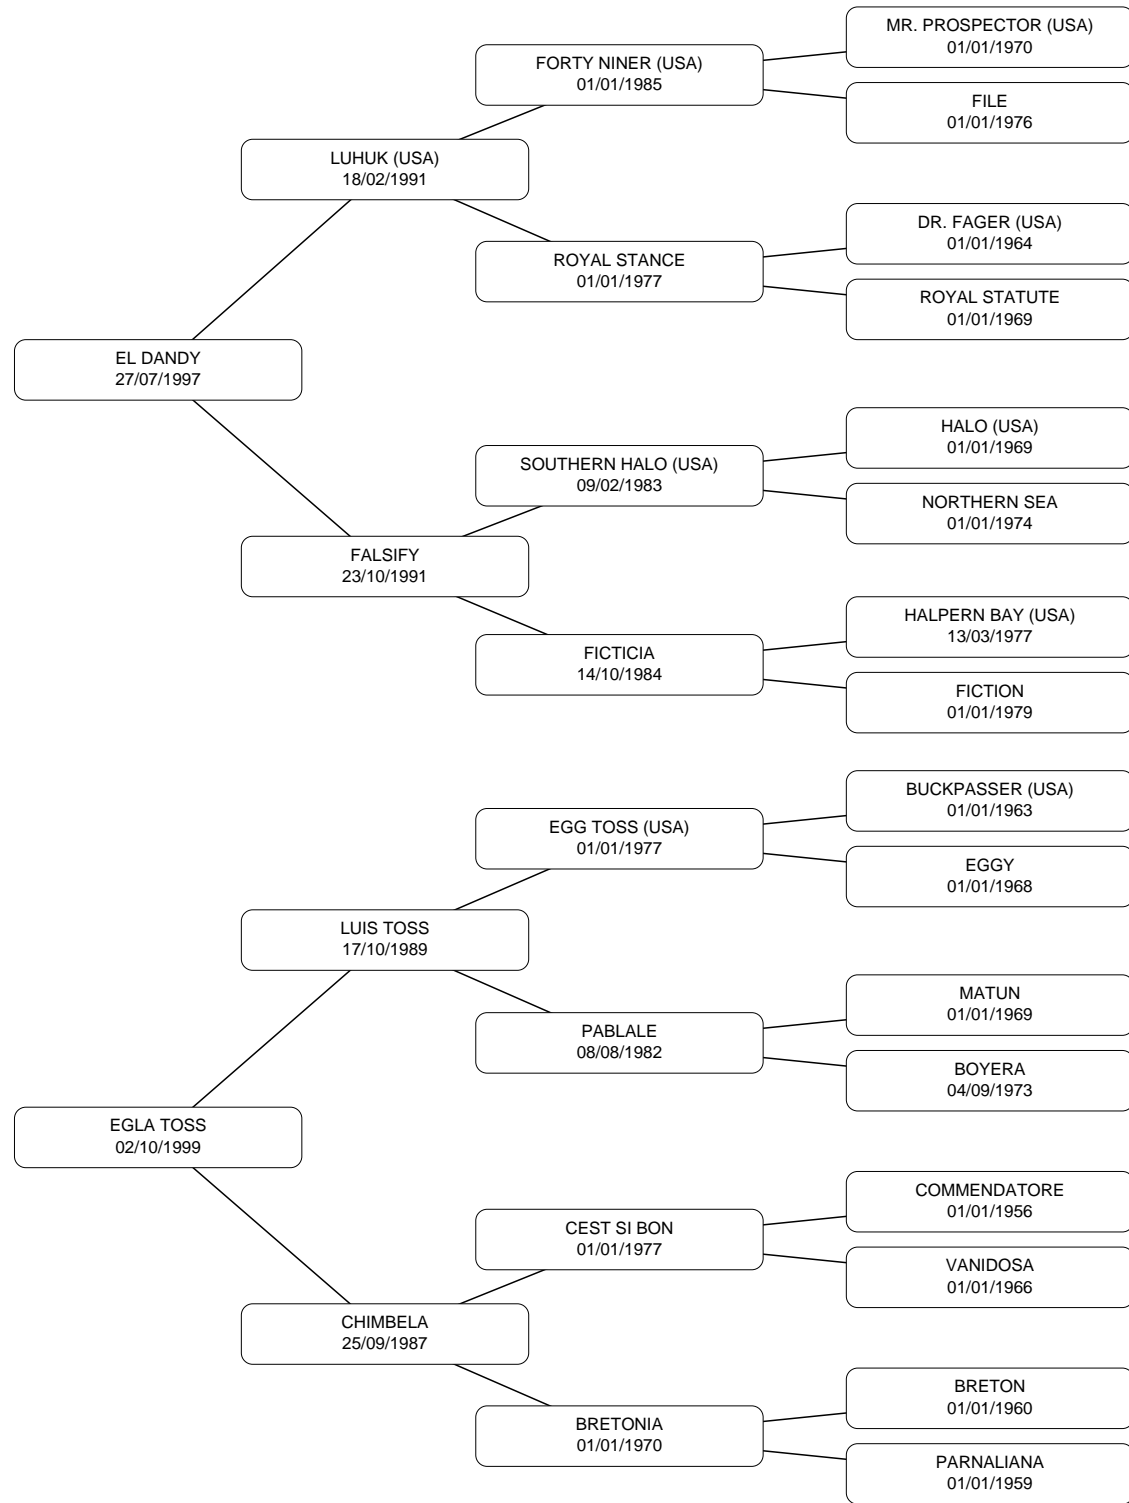 MR. PROSPECTOR (USA)
01/01/1970
FORTY NINER (USA)
01/01/1985
FILE
01/01/1976
LUHUK (USA)
18/02/1991
DR. FAGER (USA)
01/01/1964
ROYAL STANCE
01/01/1977
ROYAL STATUTE
01/01/1969
EL DANDY
27/07/1997
HALO (USA)
01/01/1969
SOUTHERN HALO (USA)
09/02/1983
NORTHERN SEA
01/01/1974
FALSIFY
23/10/1991
HALPERN BAY (USA)
13/03/1977
FICTICIA
14/10/1984
FICTION
01/01/1979
BUCKPASSER (USA)
01/01/1963
EGG TOSS (USA)
01/01/1977
EGGY
01/01/1968
LUIS TOSS
17/10/1989
MATUN
01/01/1969
PABLALE
08/08/1982
BOYERA
04/09/1973
EGLA TOSS
02/10/1999
COMMENDATORE
01/01/1956
CEST SI BON
01/01/1977
VANIDOSA
01/01/1966
CHIMBELA
25/09/1987
BRETON
01/01/1960
BRETONIA
01/01/1970
PARNALIANA
01/01/1959